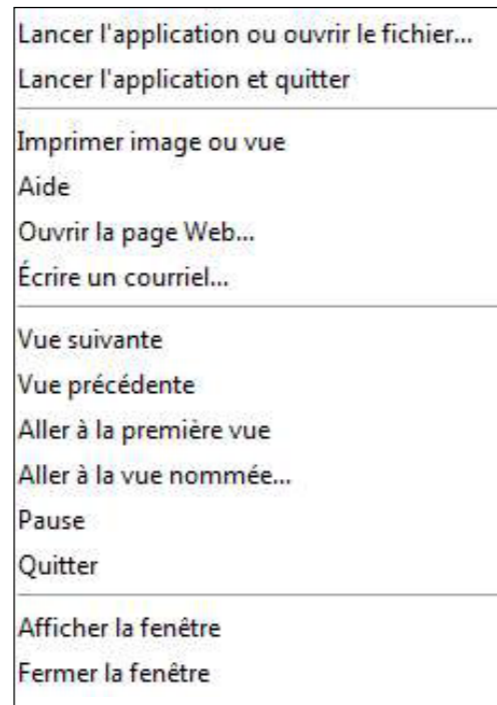 Lancer l'application ou ouvrir le fichier...
Lancer l'application et quitter
Imprimer image ou vue
Aide
Ouvrir la page Web...
Écrire un courriel...
Vue suivante
Vue précédente
Aller à la première vue
Aller à la vue nommée...
Pause
Quitter
Afficher la fenêtre
Fermer la fenêtre